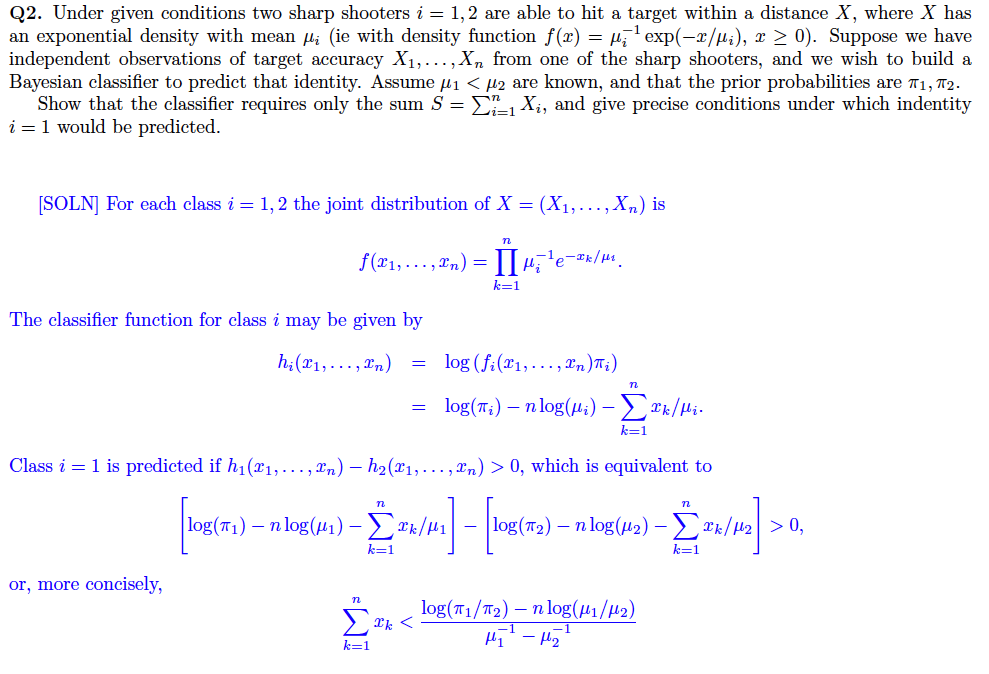 Q2. Under given conditions two sharp shooters i = 1, 2 are able to hit a target within a distance X, where X has
an exponential density with mean μ_i (ie with density function f(x) = μ_i^{-1} exp(−x/μ_i), x ≥ 0). Suppose we have
independent observations of target accuracy X_1, . . . , X_n from one of the sharp shooters, and we wish to build a
Bayesian classifier to predict that identity. Assume μ_1 < μ_2 are known, and that the prior probabilities are π_1, π_2.
Show that the classifier requires only the sum S = ∑_{i=1}^{n} X_i, and give precise conditions under which indentity
i = 1 would be predicted.
[SOLN] For each class i = 1, 2 the joint distribution of X = (X_1, . . . , X_n) is
f(x_1, . . . , x_n) = ∏_{k=1}^{n} μ_i^{-1} e^{−x_k/μ_i}.
The classifier function for class i may be given by
h_i(x_1, . . . , x_n) = log (f_i(x_1, . . . , x_n)π_i)
= log(π_i) − n log(μ_i) − ∑_{k=1}^{n} x_k/μ_i.
Class i = 1 is predicted if h_1(x_1, . . . , x_n) − h_2(x_1, . . . , x_n) > 0, which is equivalent to
[log(π_1) − n log(μ_1) − ∑_{k=1}^{n} x_k/μ_1] − [log(π_2) − n log(μ_2) − ∑_{k=1}^{n} x_k/μ_2] > 0,
or, more concisely,
∑_{k=1}^{n} x_k < \frac{log(π_1/π_2) − n log(μ_1/μ_2)}{μ_1^{-1} − μ_2^{-1}}